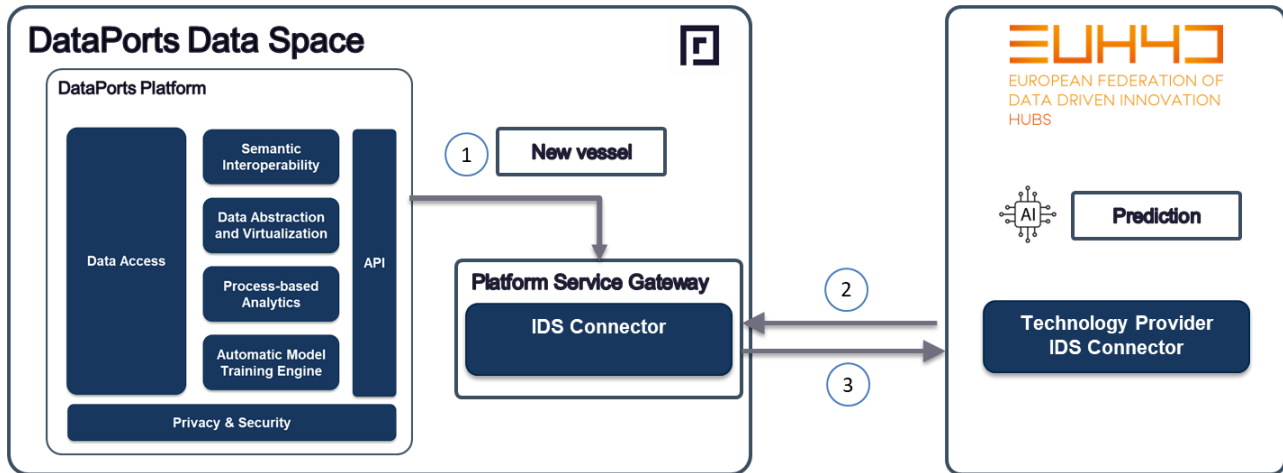 DataPorts Data Space
DataPorts Platform
Data Access
Semantic
Interoperability
Data Abstraction
and Virtualization
Process-based
Analytics
Automatic Model
Training Engine
API
Privacy & Security
1
New vessel
Platform Service Gateway
IDS Connector
2
3
EUH4D
EUROPEAN FEDERATION OF
DATA DRIVEN INNOVATION
HUBS
AI
Prediction
Technology Provider
IDS Connector